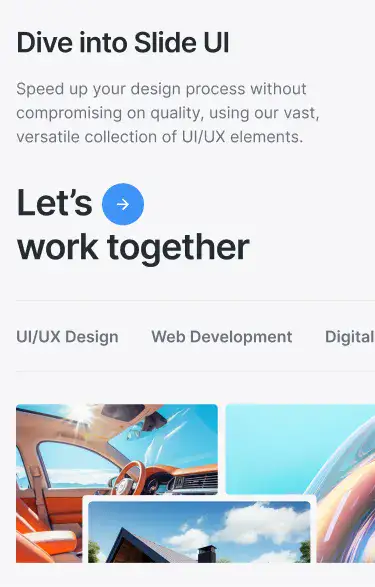 Dive into Slide UI
Speed up your design process without
compromising on quality, using our vast,
versatile collection of UI/UX elements.
Let’s
work together
UI/UX Design Web Development Digital